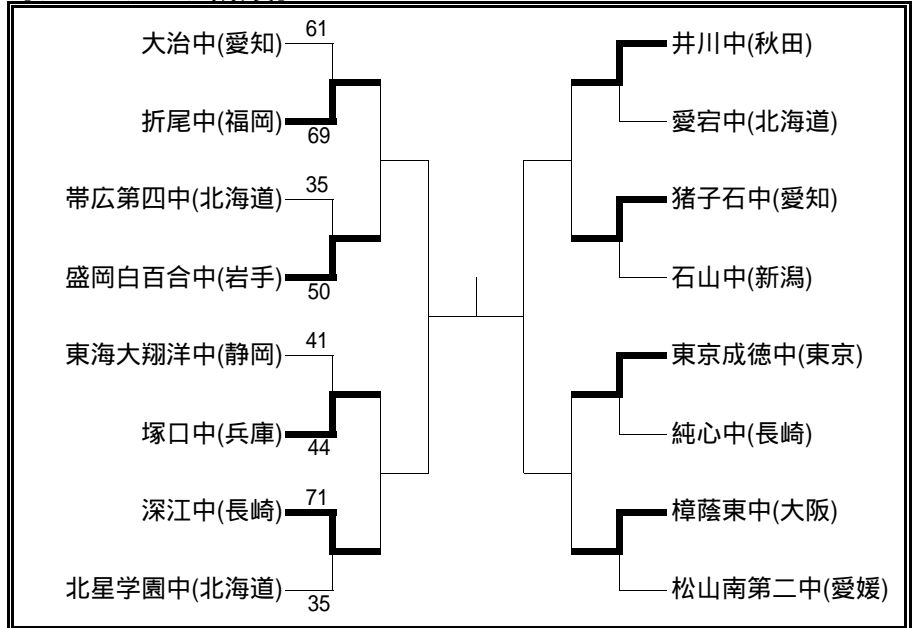 大治中(愛知)
61
折尾中(福岡)
69
帯広第四中(北海道)
35
盛岡白百合中(岩手)
50
東海大翔洋中(静岡)
41
塚口中(兵庫)
44
深江中(長崎)
71
北星学園中(北海道)
35
井川中(秋田)
愛宕中(北海道)
猪子石中(愛知)
石山中(新潟)
東京成徳中(東京)
純心中(長崎)
樟蔭東中(大阪)
松山南第二中(愛媛)